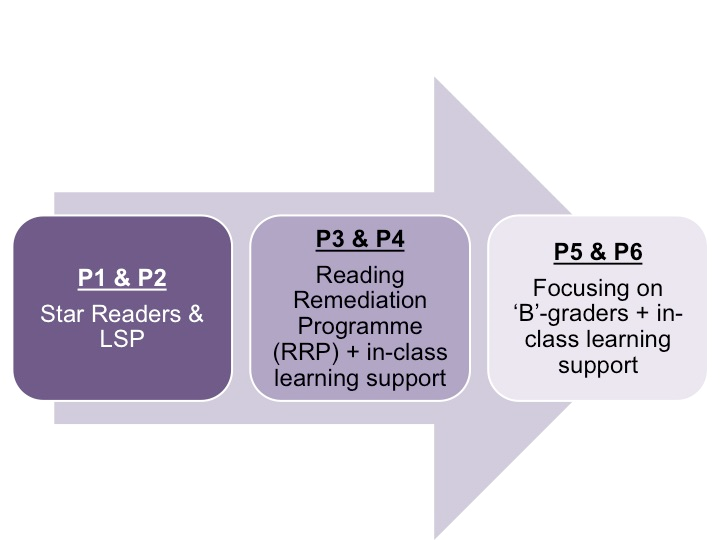 P1 & P2
Star Readers &
LSP
P3 & P4
Reading
Remediation
Programme
(RRP) + in-class
learning support
P5 & P6
Focusing on
‘B’-graders + in-
class learning
support